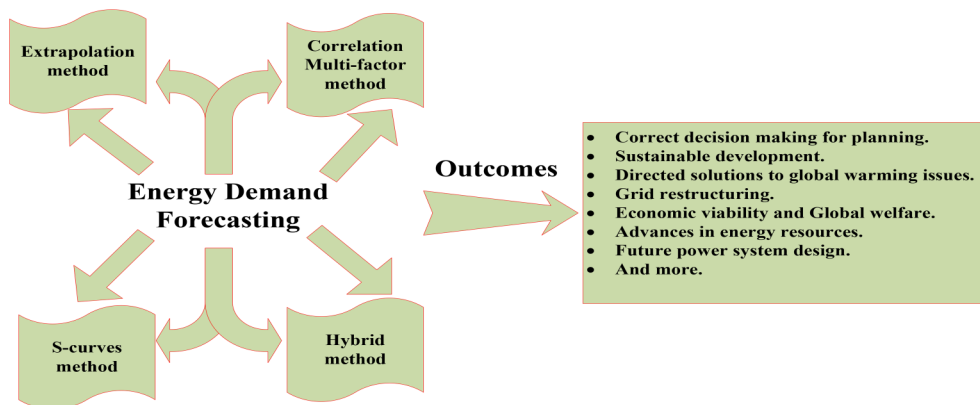 Extrapolation
method
Correlation
Multi-factor
method
Energy Demand
Forecasting
S-curves
method
Hybrid
method
Outcomes
• Correct decision making for planning.
• Sustainable development.
• Directed solutions to global warming issues.
• Grid restructuring.
• Economic viability and Global welfare.
• Advances in energy resources.
• Future power system design.
• And more.